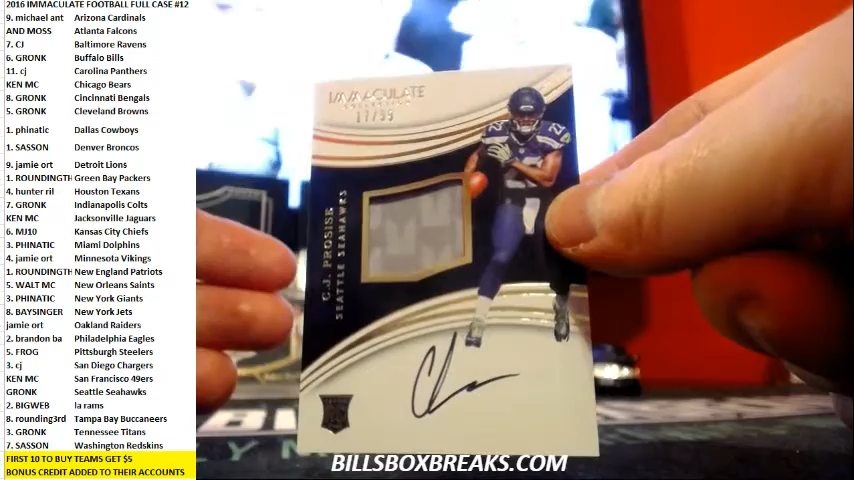 2016 IMMACULATE FOOTBALL FULL CASE #12
9. michael ant Arizona Cardinals
AND MOSS Atlanta Falcons
7. CJ Baltimore Ravens
6. GRONK Buffalo Bills
11. cj Carolina Panthers
KEN MC Chicago Bears
8. GRONK Cincinnati Bengals
5. GRONK Cleveland Browns
1. phinatic Dallas Cowboys
1. SASSON Denver Broncos
9. jamie ort Detroit Lions
1. ROUNDINGTH Green Bay Packers
4. hunter ril Houston Texans
7. GRONK Indianapolis Colts
KEN MC Jacksonville Jaguars
6. MJ10 Kansas City Chiefs
3. PHINATIC Miami Dolphins
4. jamie ort Minnesota Vikings
1. ROUNDINGTH New England Patriots
5. WALT MC New Orleans Saints
3. PHINATIC New York Giants
8. BAYSINGER New York Jets
jamie ort Oakland Raiders
2. brandon ba Philadelphia Eagles
5. FROG Pittsburgh Steelers
3. cj San Diego Chargers
KEN MC San Francisco 49ers
GRONK Seattle Seahawks
2. BIGWEB la rams
8. rounding3rd Tampa Bay Buccaneers
3. GRONK Tennessee Titans
7. SASSON Washington Redskins
FIRST 10 TO BUY TEAMS GET $5
BONUS CREDIT ADDED TO THEIR ACCOUNTS
IMMACULATE
COLLECTION
17/99
C.J. PROSISE
SEATTLE SEAHAWKS
22
BILLSBOXBREAKS.COM